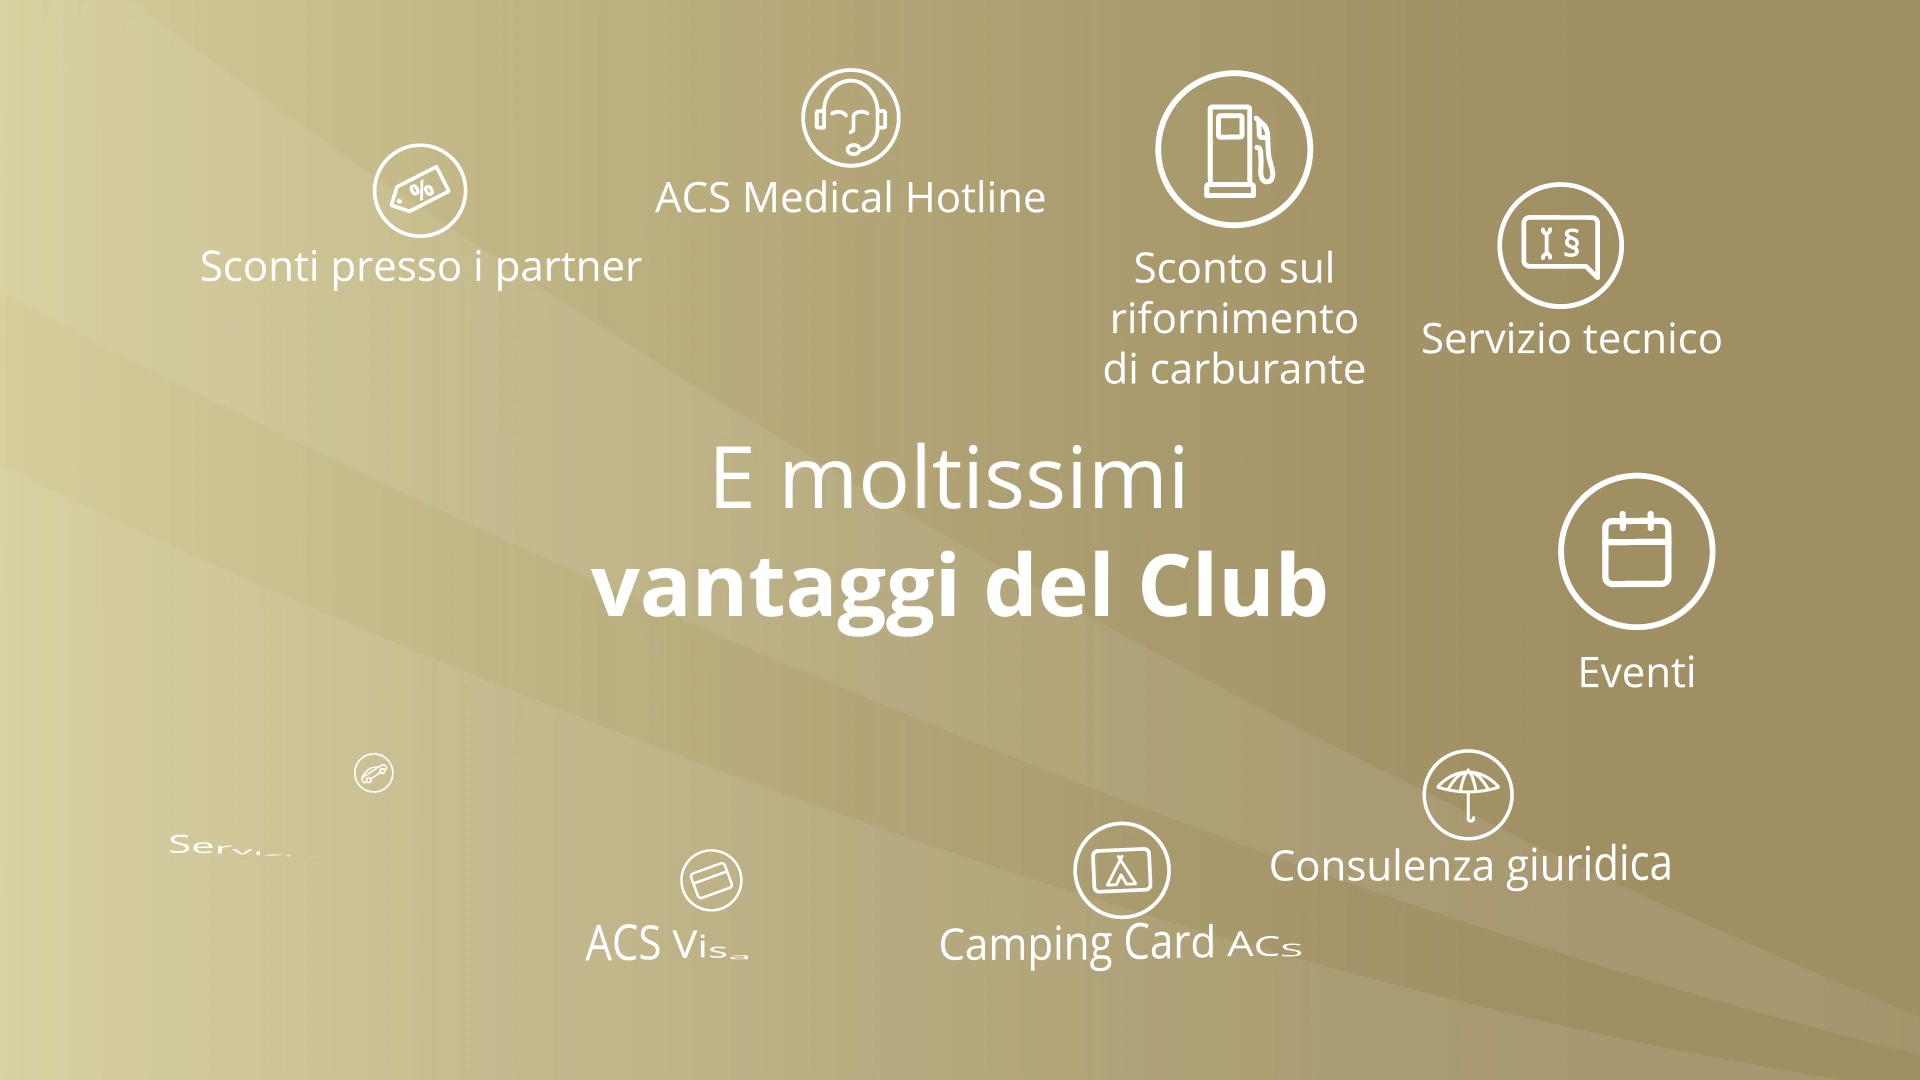 ACS Medical Hotline
Sconti presso i partner
Sconto sul
rifornimento
di carburante
Servizio tecnico
E moltissimi
vantaggi del Club
Eventi
Consulenza giuridica
ACS Visa
Camping Card ACS